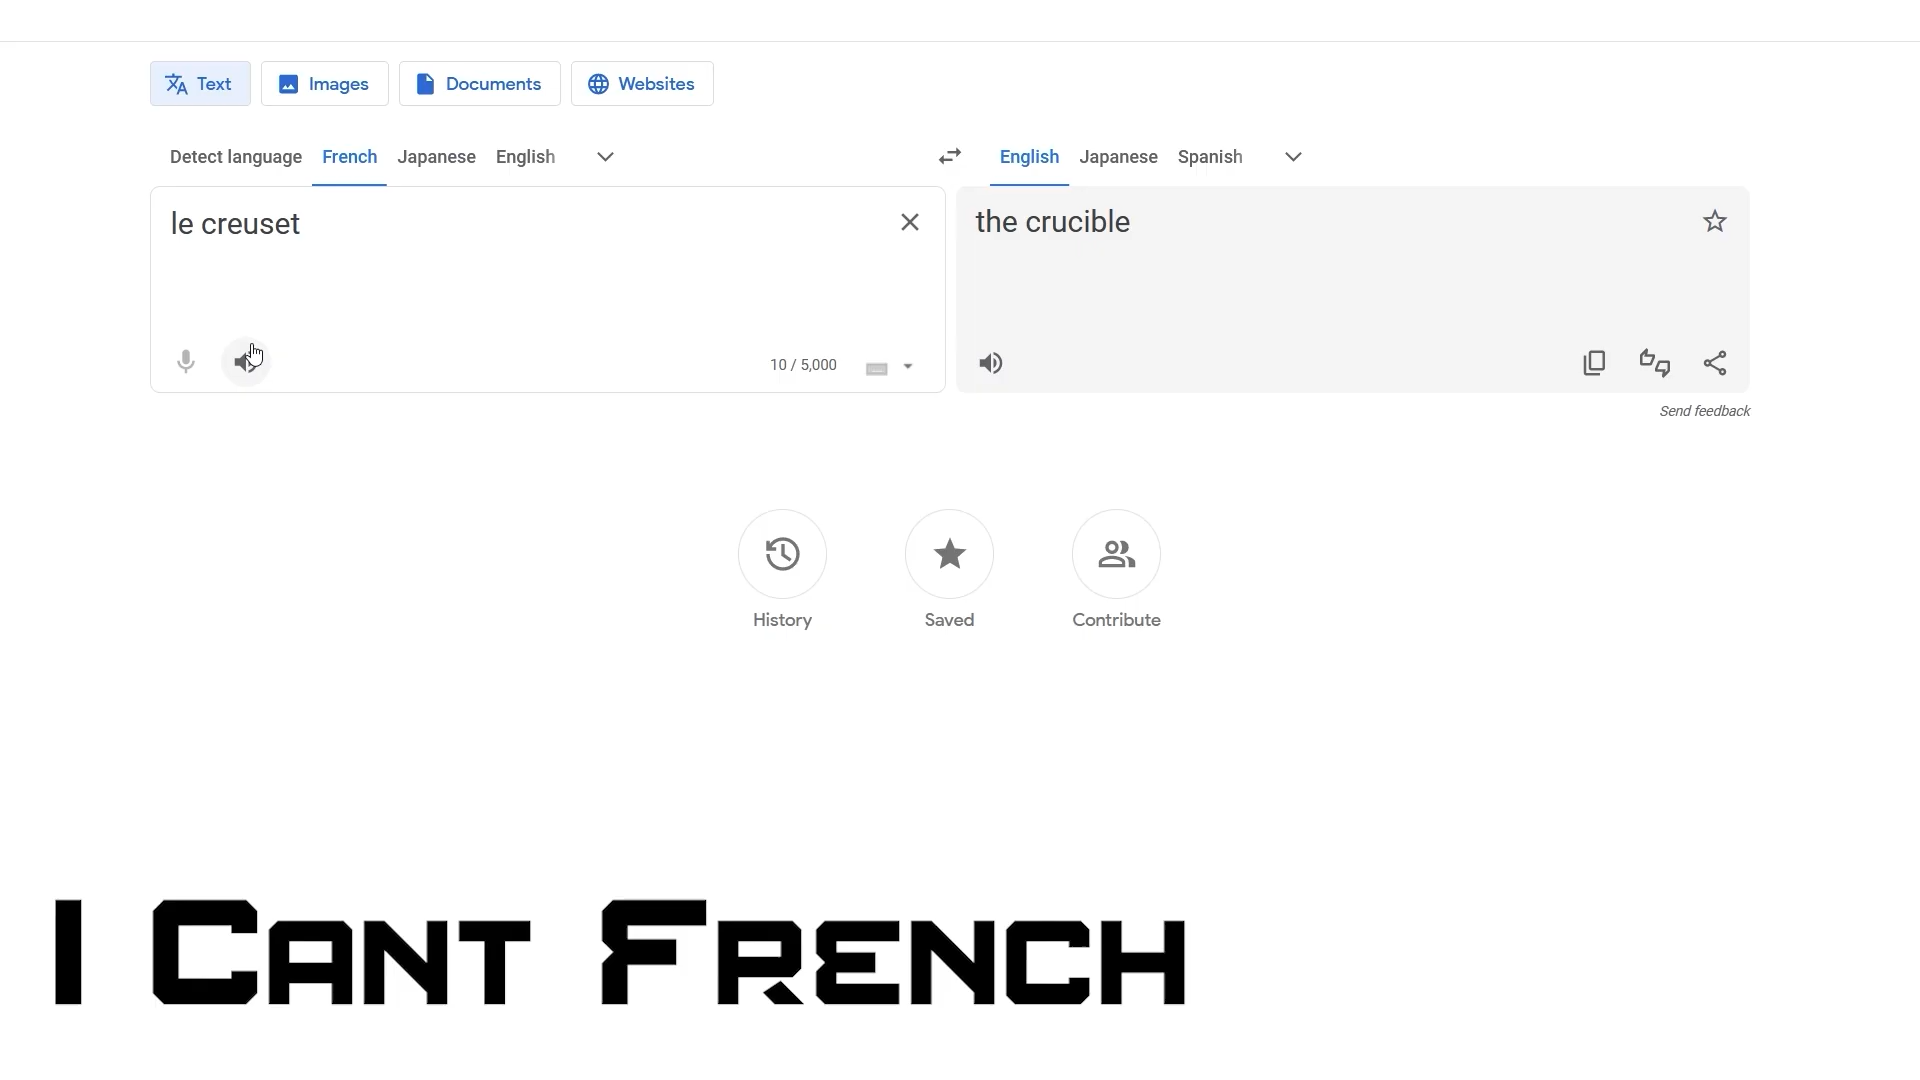 Text Images Documents Websites
Detect language French Japanese English English Japanese Spanish
le creuset the crucible
10 / 5,000
Send feedback
History Saved Contribute
I CANT FRENCH